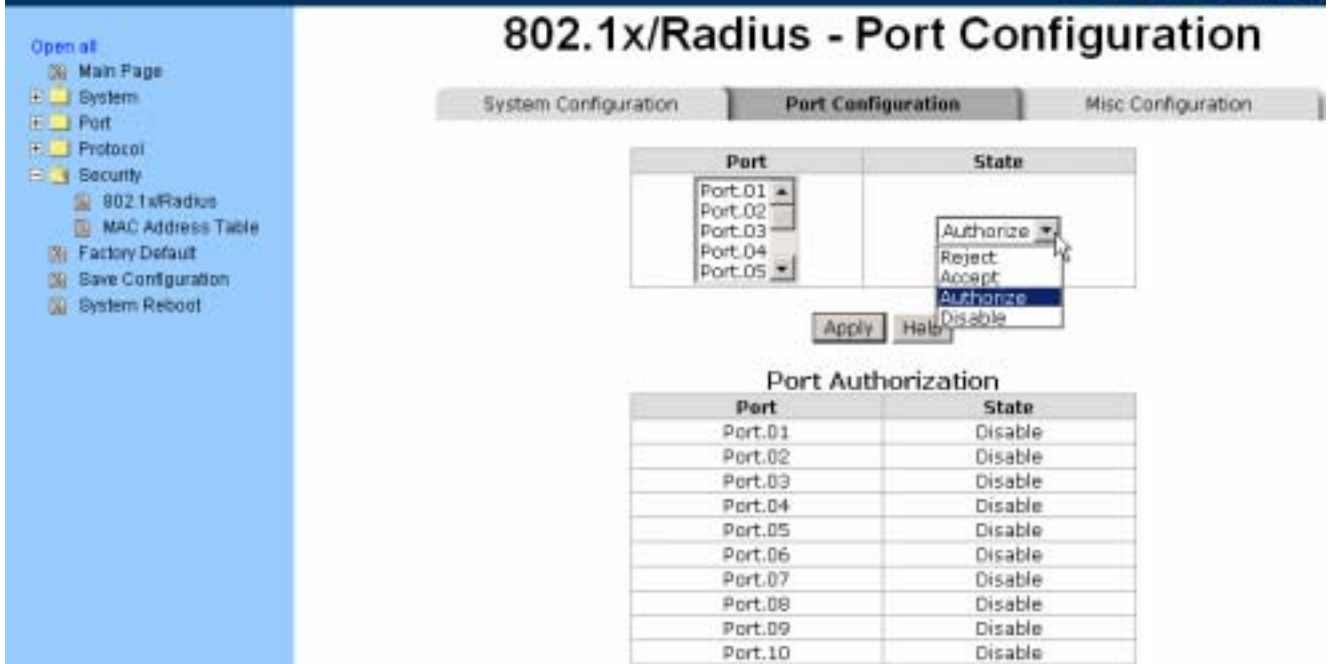 802.1x/Radius - Port Configuration
Open all
Main Page
System
Port
Protocol
Security
802.1x/Radius
MAC Address Table
Factory Default
Save Configuration
System Reboot
System Configuration Port Configuration Misc Configuration
Port State
Port.01
Port.02
Port.03
Port.04
Port.05
Authorize
Reject
Accept
Authorize
Disable
Apply Help
Port Authorization
Port State
Port.01 Disable
Port.02 Disable
Port.03 Disable
Port.04 Disable
Port.05 Disable
Port.06 Disable
Port.07 Disable
Port.08 Disable
Port.09 Disable
Port.10 Disable